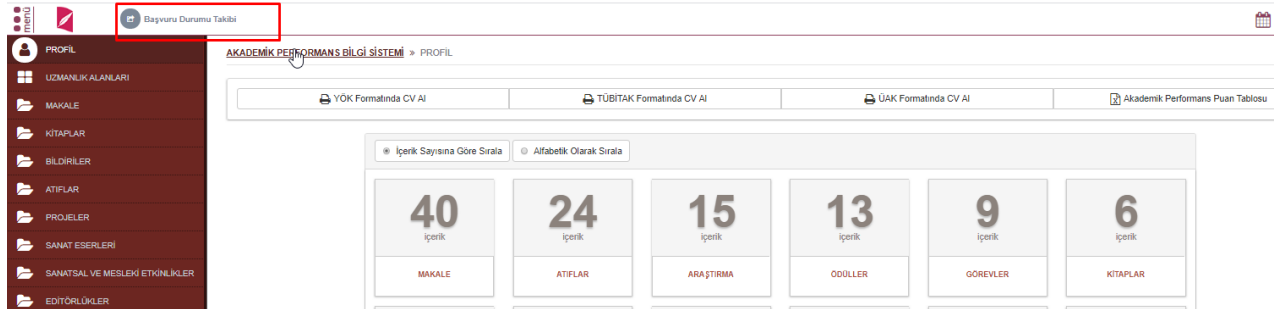 menü
Başvuru Durumu Takibi
PROFİL
UZMANLIK ALANLARI
MAKALE
KİTAPLAR
BİLDİRİLER
ATIFLAR
PROJELER
SANAT ESERLERİ
SANATSAL VE MESLEKİ ETKİNLİKLER
EDİTÖRLÜKLER
AKADEMİK PERFORMANS BİLGİ SİSTEMİ » PROFİL
YÖK Formatında CV Al
TÜBİTAK Formatında CV Al
ÜAK Formatında CV Al
Akademik Performans Puan Tablosu
İçerik Sayısına Göre Sırala
Alfabetik Olarak Sırala
40
içerik
MAKALE
24
içerik
ATIFLAR
15
içerik
ARAŞTIRMA
13
içerik
ÖDÜLLER
9
içerik
GÖREVLER
6
içerik
KİTAPLAR